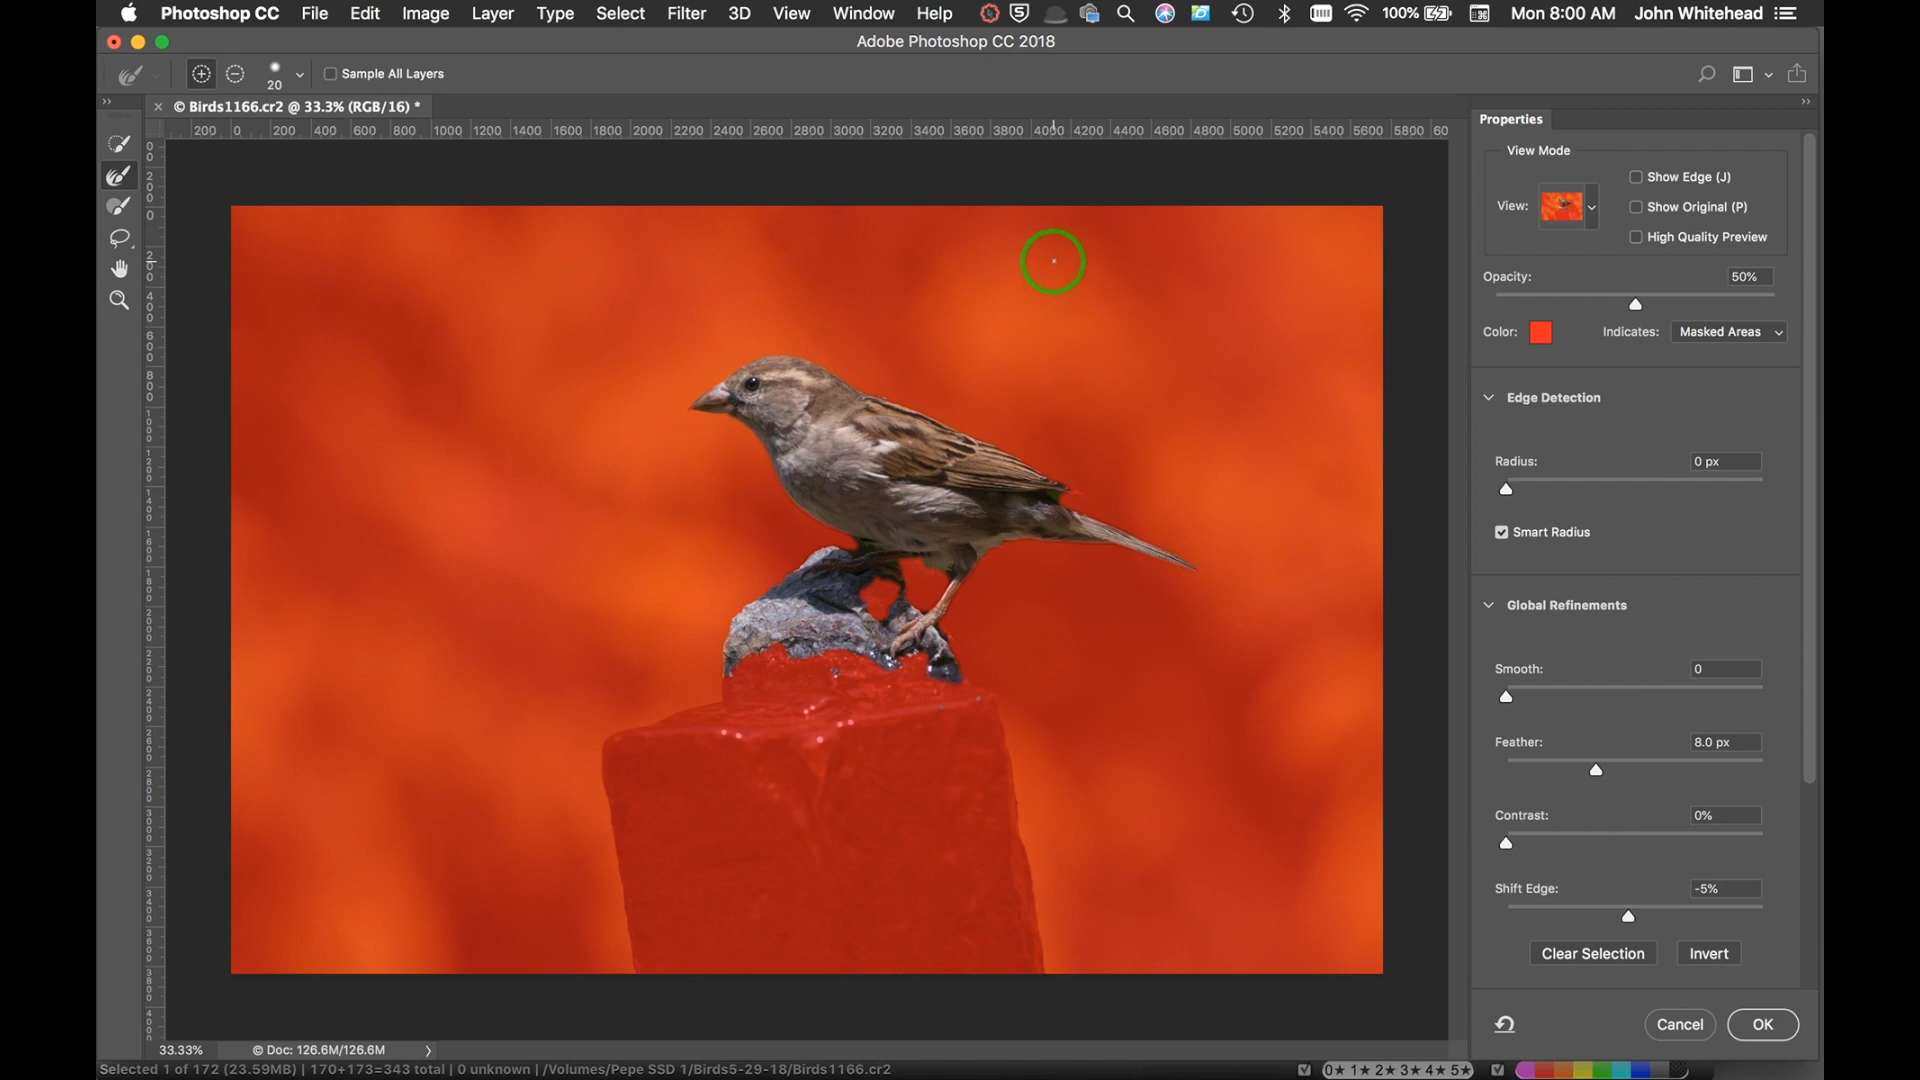 Photoshop CC File Edit Image Layer Type Select Filter 3D View Window Help 100% Mon 8:00 AM John Whitehead
Adobe Photoshop CC 2018
20 Sample All Layers
© Birds1166.cr2 @ 33.3% (RGB/16) *
200 0 200 400 600 800 1000 1200 1400 1600 1800 2000 2200 2400 2600 2800 3000 3200 3400 3600 3800 4000 4200 4400 4600 4800 5000 5200 5400 5600 5800 60
Properties
View Mode
Show Edge (J)
View:
Show Original (P)
High Quality Preview
Opacity: 50%
Color: Indicates: Masked Areas
Edge Detection
Radius: 0 px
Smart Radius
Global Refinements
Smooth: 0
Feather: 8.0 px
Contrast: 0%
Shift Edge: -5%
Clear Selection Invert
Cancel OK
33.33% © Doc: 126.6M/126.6M
Selected 1 of 172 (23.59MB) | 170+173=343 total | 0 unknown | /Volumes/Pepe SSD 1/Birds5-29-18/Birds1166.cr2 0★ 1★ 2★ 3★ 4★ 5★